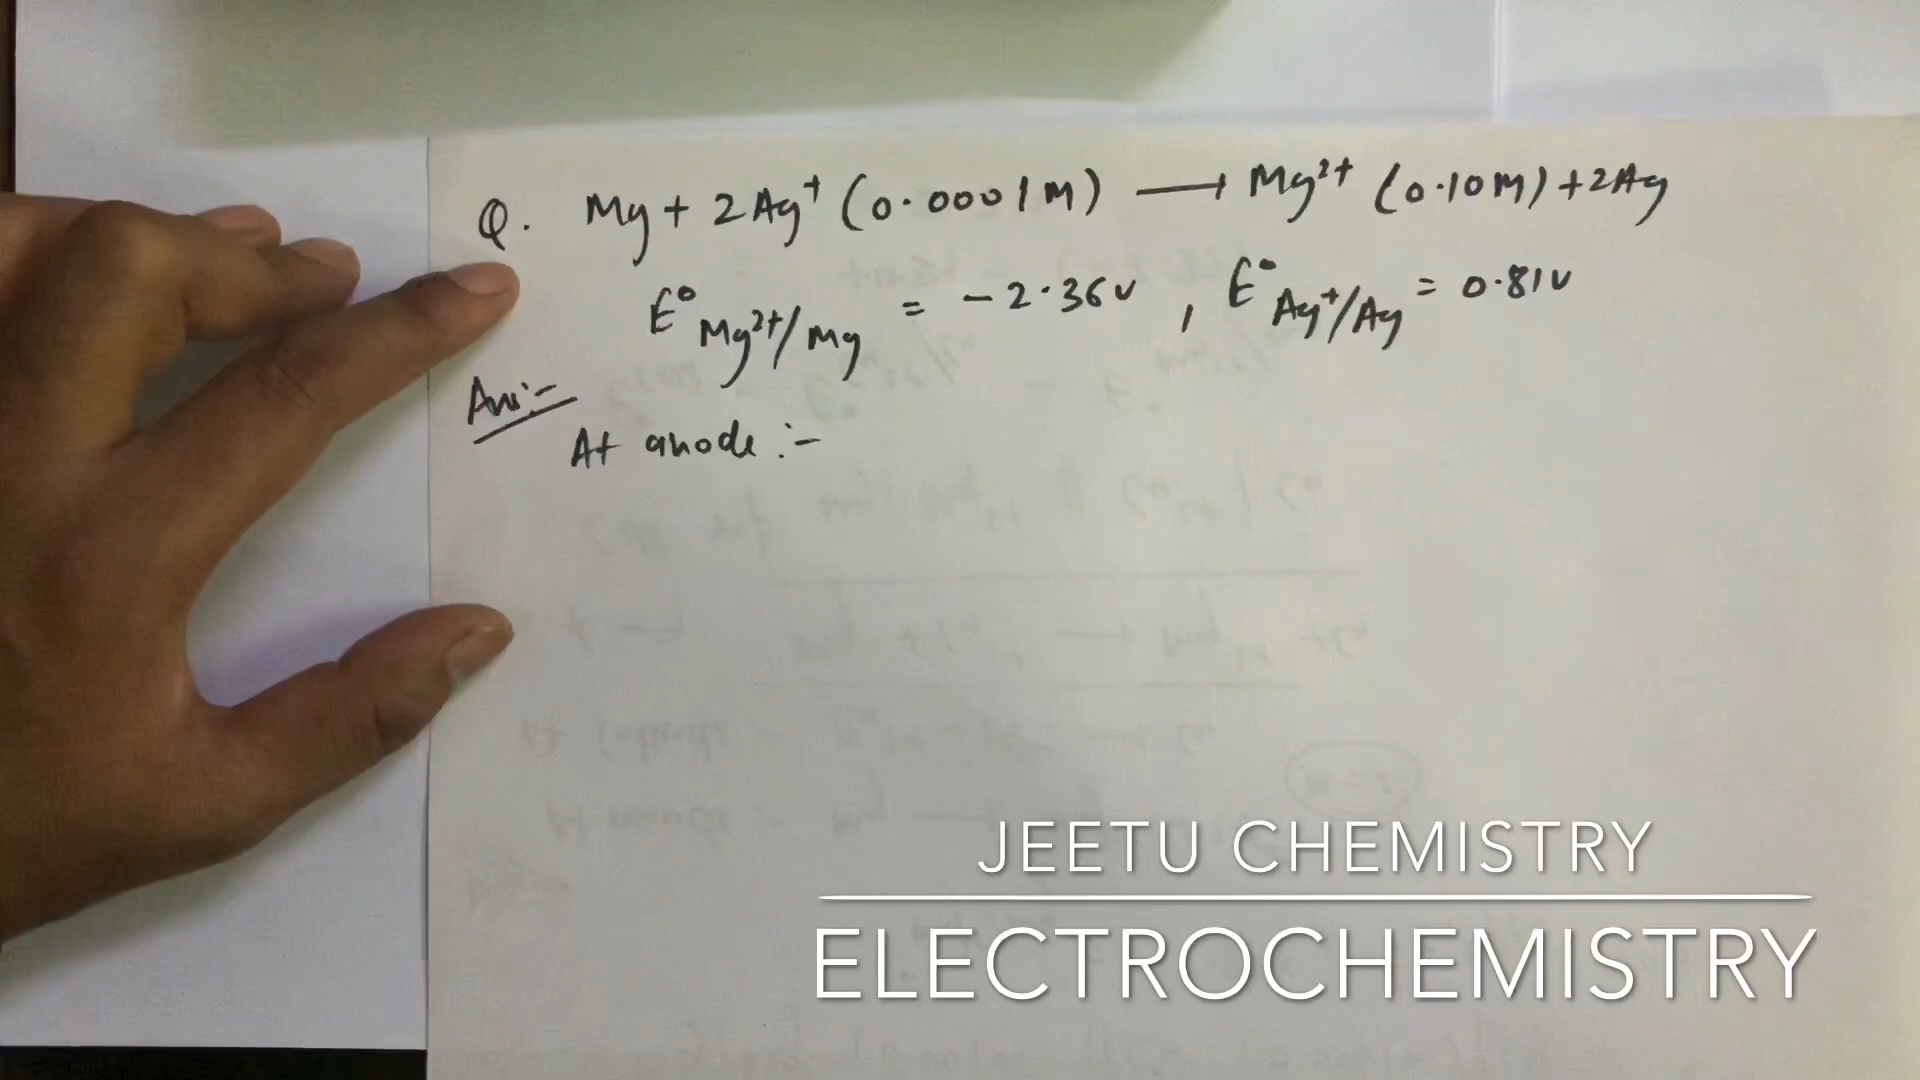 Q. Mg + 2Ag⁺ (0.0001M) ⟶ Mg²⁺ (0.10M) + 2Ag
E° Mg²⁺/Mg = -2.36V , E° Ag⁺/Ag = 0.81V
Ans:-
At anode :-
JEETU CHEMISTRY
ELECTROCHEMISTRY